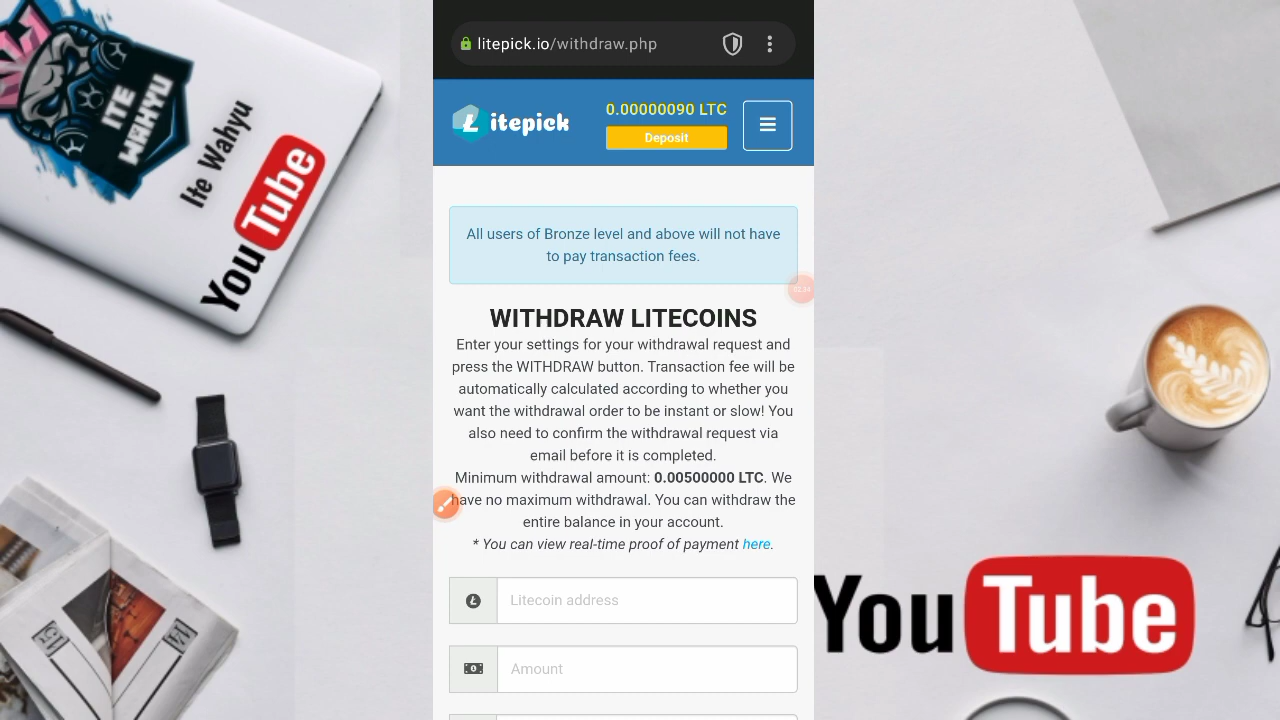 ITE
WAHYU
Ite Wahyu
YouTube
litepick.io/withdraw.php
Litepick
0.00000090 LTC
Deposit
All users of Bronze level and above will not have
to pay transaction fees.
02:34
WITHDRAW LITECOINS
Enter your settings for your withdrawal request and
press the WITHDRAW button. Transaction fee will be
automatically calculated according to whether you
want the withdrawal order to be instant or slow! You
also need to confirm the withdrawal request via
email before it is completed.
Minimum withdrawal amount: 0.00500000 LTC. We
have no maximum withdrawal. You can withdraw the
entire balance in your account.
* You can view real-time proof of payment here.
Litecoin address
Amount
YouTube